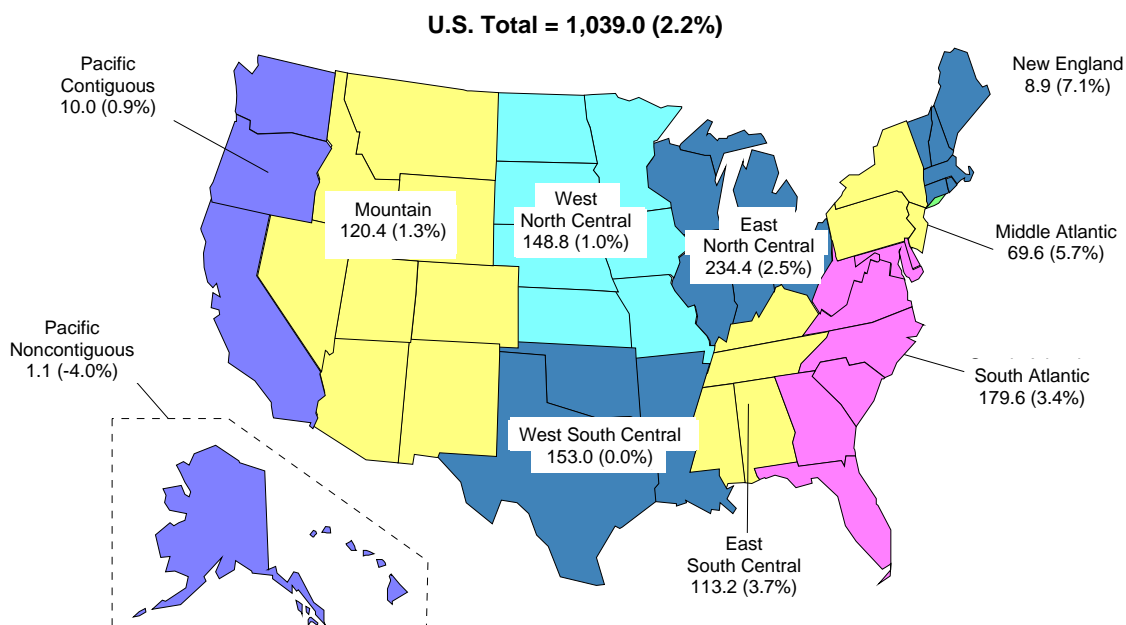 U.S. Total = 1,039.0 (2.2%)
Pacific
Contiguous
10.0 (0.9%)
New England
8.9 (7.1%)
Mountain
120.4 (1.3%)
West
North Central
148.8 (1.0%)
East
North Central
234.4 (2.5%)
Middle Atlantic
69.6 (5.7%)
Pacific
Noncontiguous
1.1 (-4.0%)
South Atlantic
179.6 (3.4%)
West South Central
153.0 (0.0%)
East
South Central
113.2 (3.7%)